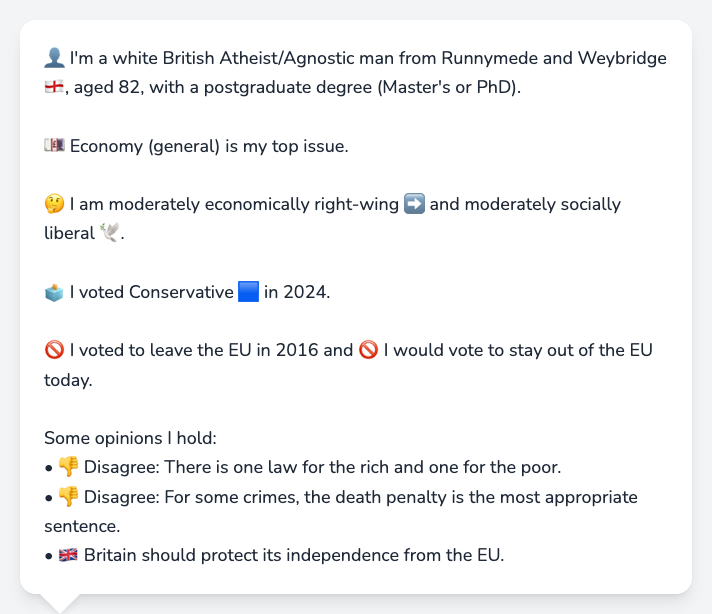 👤 I'm a white British Atheist/Agnostic man from Runnymede and Weybridge
🏴󠁧󠁢󠁥󠁮󠁧󠁿, aged 82, with a postgraduate degree (Master's or PhD).
💷 Economy (general) is my top issue.
🤔 I am moderately economically right-wing ➡️ and moderately socially
liberal 🕊️.
🗳️ I voted Conservative 🟦 in 2024.
🚫 I voted to leave the EU in 2016 and 🚫 I would vote to stay out of the EU
today.
Some opinions I hold:
• 👎 Disagree: There is one law for the rich and one for the poor.
• 👎 Disagree: For some crimes, the death penalty is the most appropriate
sentence.
• 🇬🇧 Britain should protect its independence from the EU.